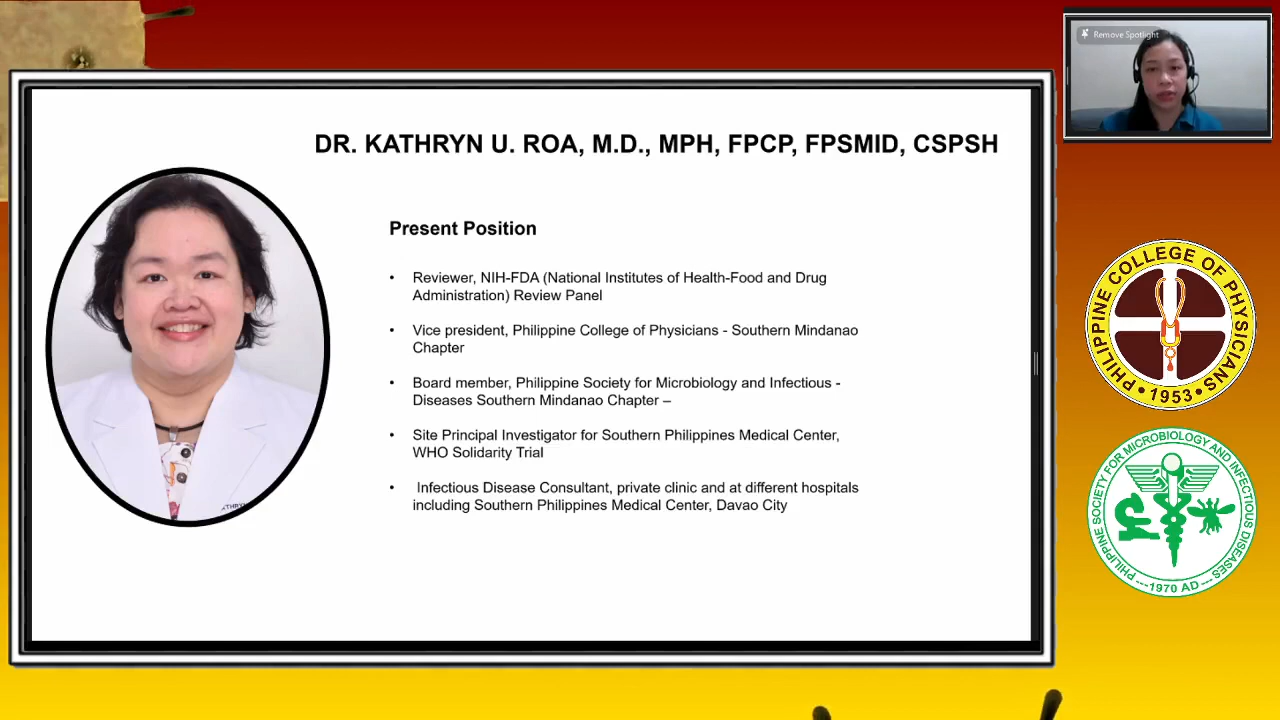 Remove Spotlight
DR. KATHRYN U. ROA, M.D., MPH, FPCP, FPSMID, CSPSH
Present Position
• Reviewer, NIH-FDA (National Institutes of Health-Food and Drug
Administration) Review Panel
• Vice president, Philippine College of Physicians - Southern Mindanao
Chapter
• Board member, Philippine Society for Microbiology and Infectious -
Diseases Southern Mindanao Chapter –
• Site Principal Investigator for Southern Philippines Medical Center,
WHO Solidarity Trial
• Infectious Disease Consultant, private clinic and at different hospitals
including Southern Philippines Medical Center, Davao City
PHILIPPINE COLLEGE OF PHYSICIANS
• 1953 •
PHILIPPINE SOCIETY FOR MICROBIOLOGY AND INFECTIOUS DISEASES
---1970 AD---